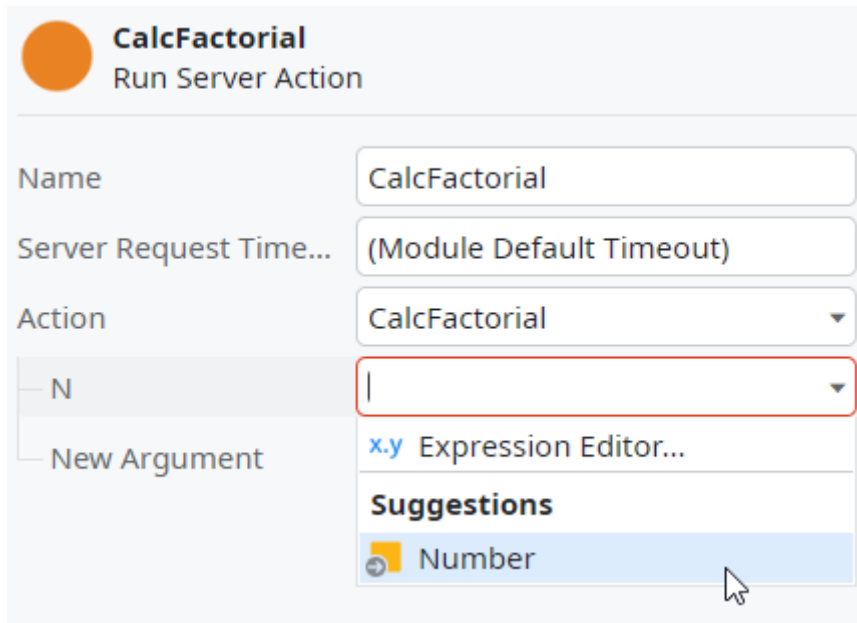 CalcFactorial
Run Server Action
Name CalcFactorial
Server Request Time... (Module Default Timeout)
Action CalcFactorial
N
x.y Expression Editor...
New Argument
Suggestions
Number